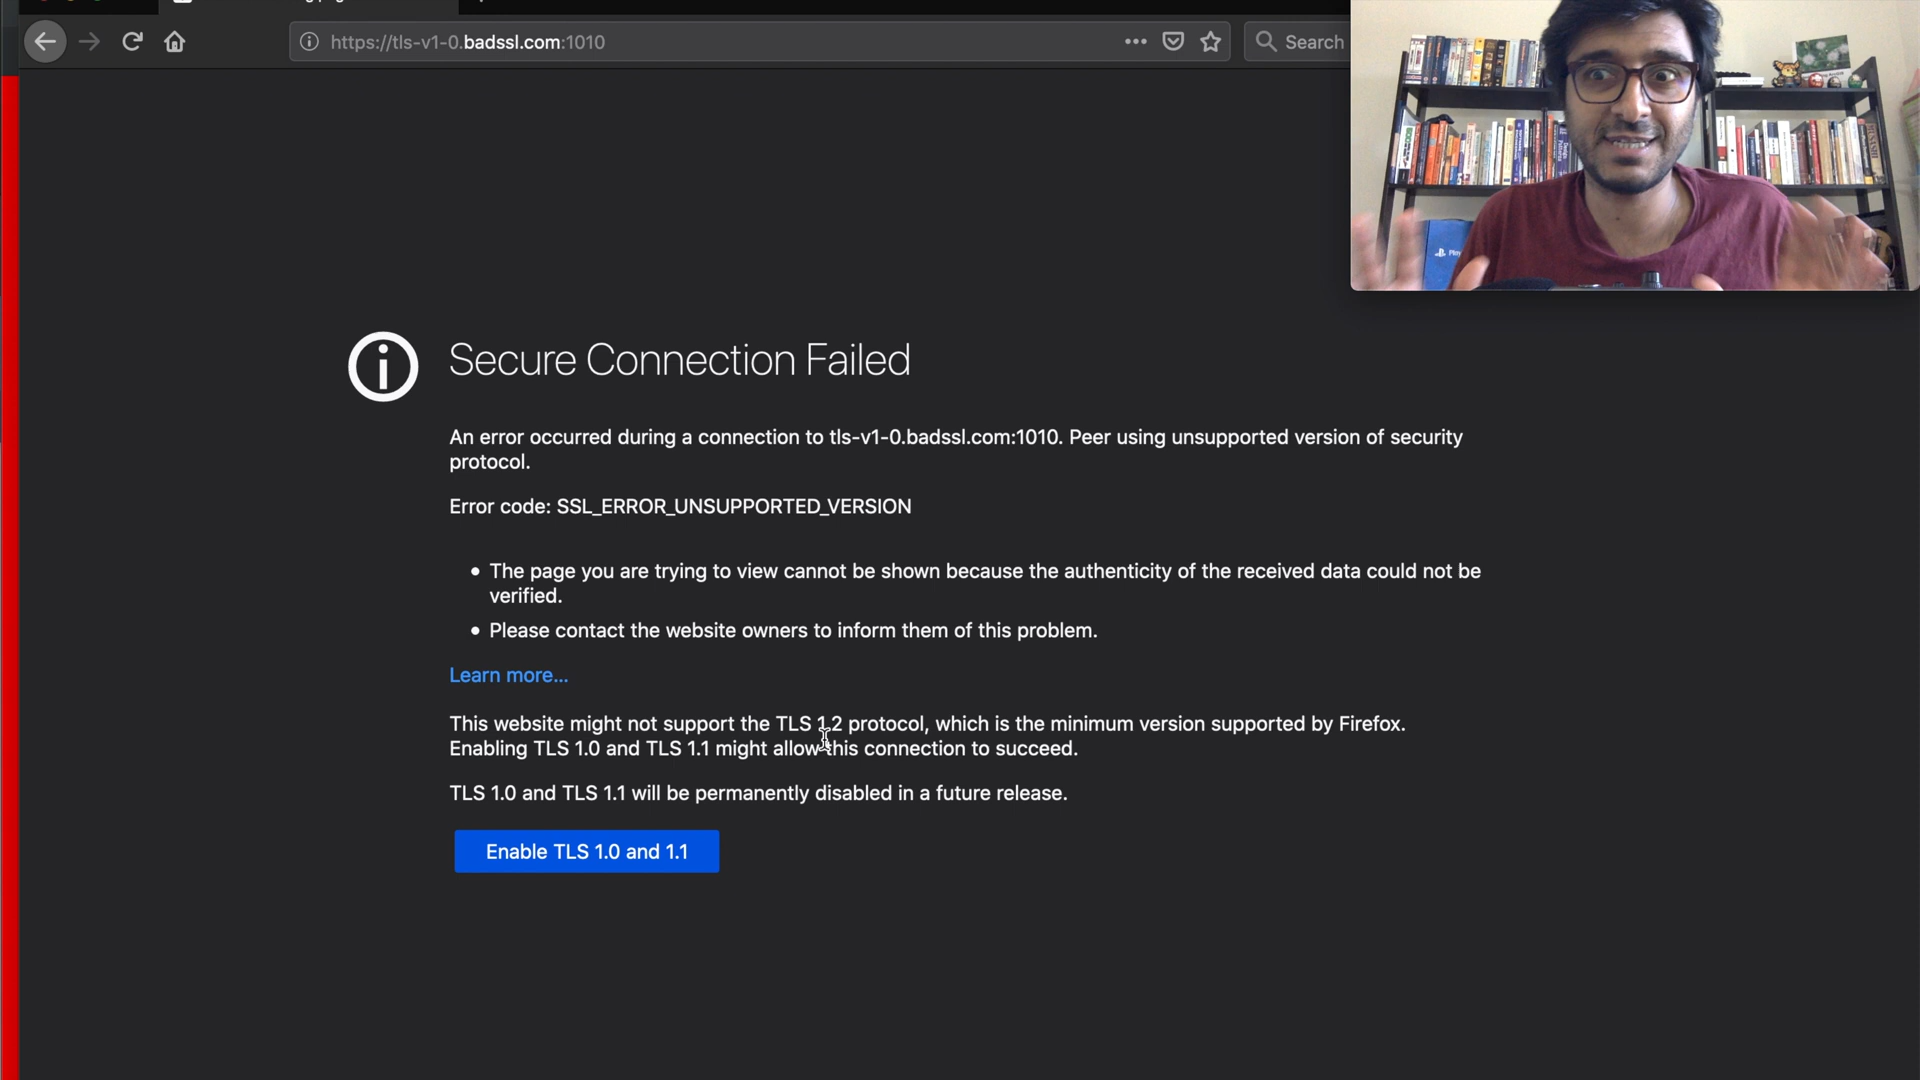 https://tls-v1-0.badssl.com:1010
Search
Secure Connection Failed
An error occurred during a connection to tls-v1-0.badssl.com:1010. Peer using unsupported version of security
protocol.
Error code: SSL_ERROR_UNSUPPORTED_VERSION
The page you are trying to view cannot be shown because the authenticity of the received data could not be
verified.
Please contact the website owners to inform them of this problem.
Learn more...
This website might not support the TLS 1.2 protocol, which is the minimum version supported by Firefox.
Enabling TLS 1.0 and TLS 1.1 might allow this connection to succeed.
TLS 1.0 and TLS 1.1 will be permanently disabled in a future release.
Enable TLS 1.0 and 1.1